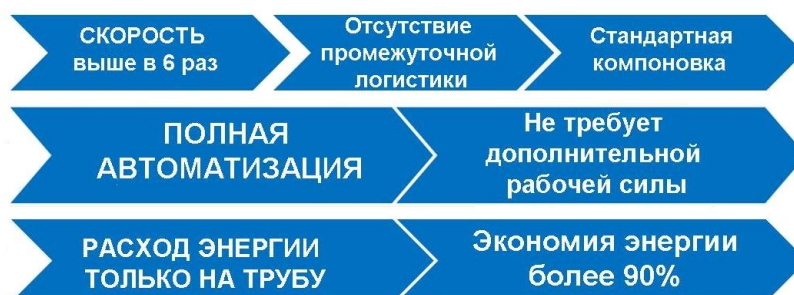 СКОРОСТЬ
выше в 6 раз
Отсутствие
промежуточной
логистики
Стандартная
компоновка
ПОЛНАЯ
АВТОМАТИЗАЦИЯ
Не требует
дополнительной
рабочей силы
РАСХОД ЭНЕРГИИ
ТОЛЬКО НА ТРУБУ
Экономия энергии
более 90%